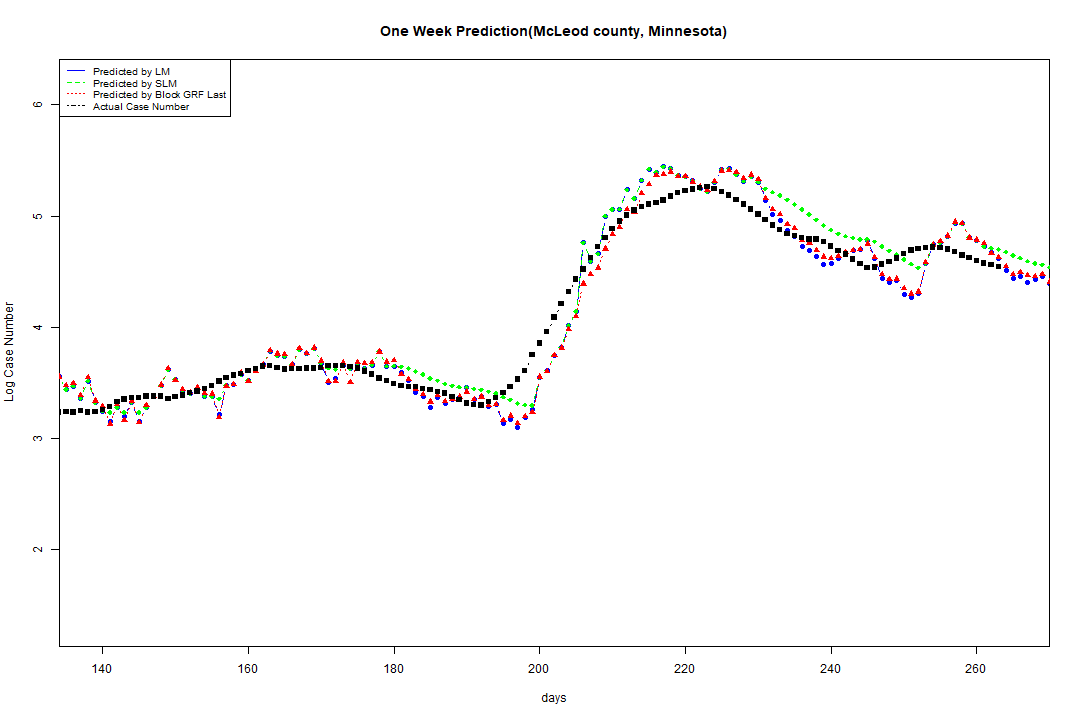 One Week Prediction(McLeod county, Minnesota)
Predicted by LM
Predicted by SLM
Predicted by Block GRF Last
Actual Case Number
6
5
4
3
2
Log Case Number
140 160 180 200 220 240 260
days